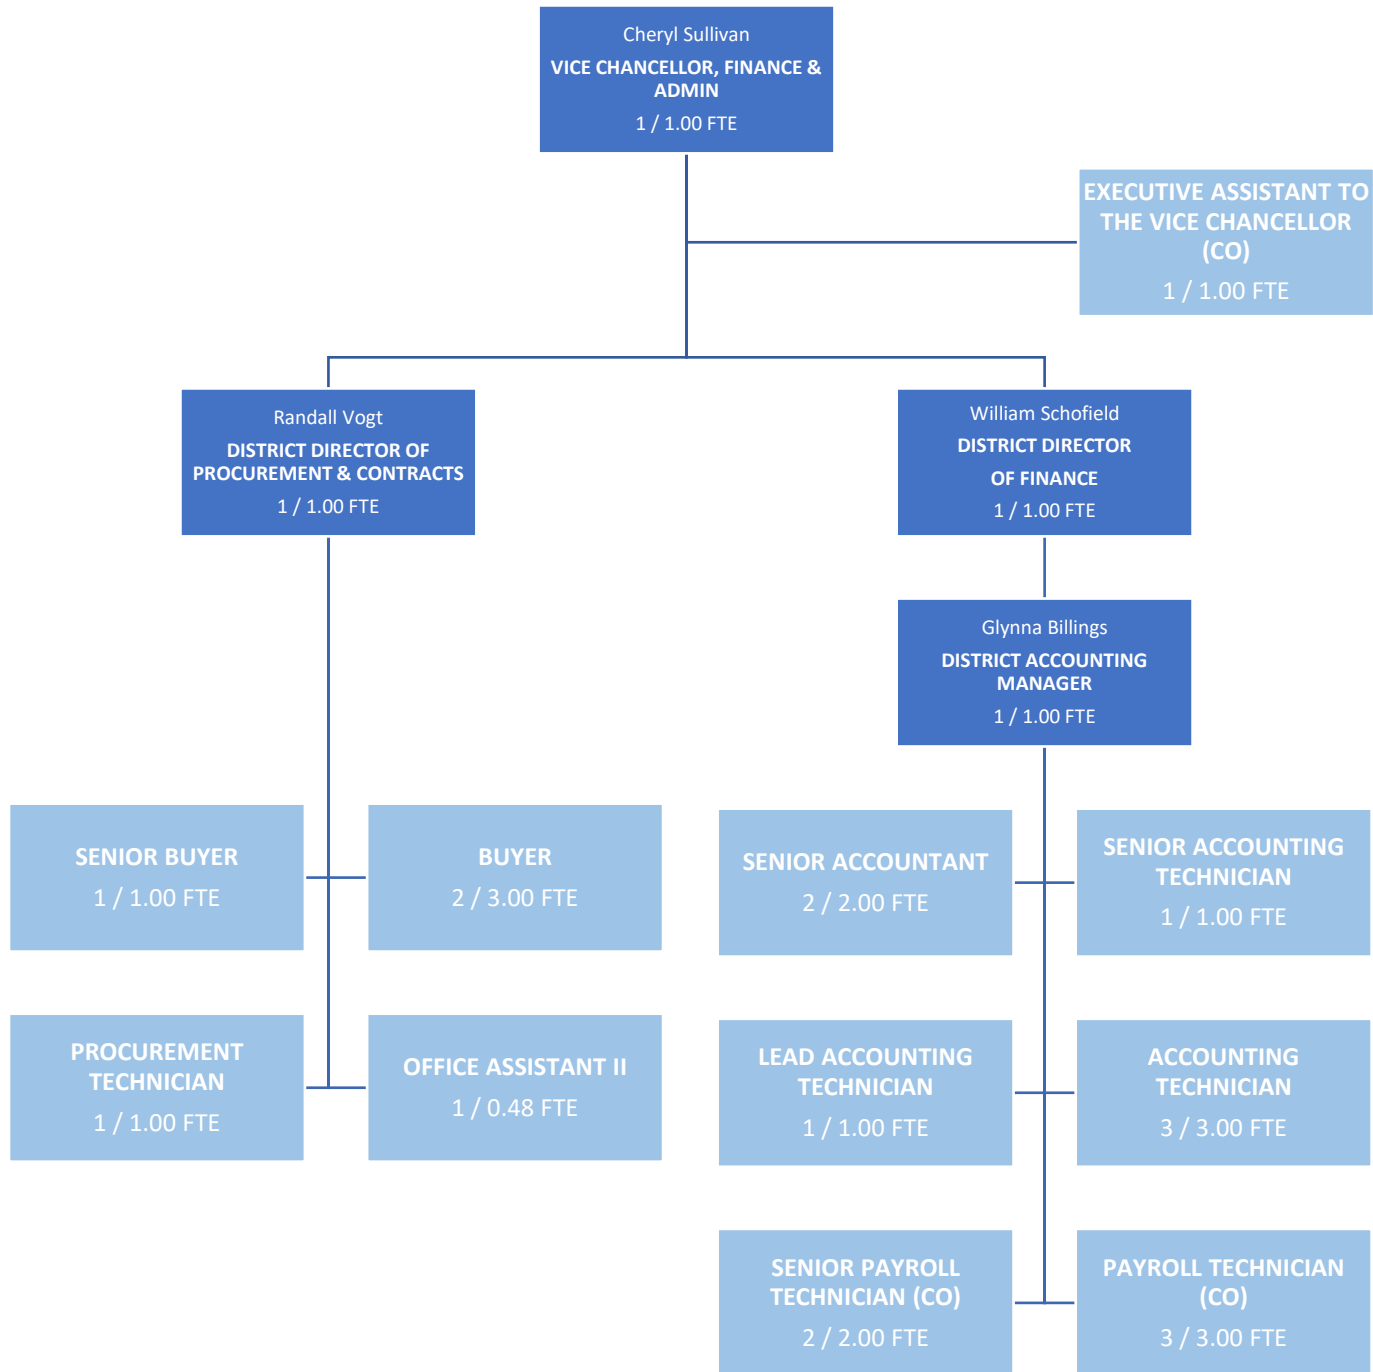 Cheryl Sullivan
VICE CHANCELLOR, FINANCE &
ADMIN
1 / 1.00 FTE
EXECUTIVE ASSISTANT TO
THE VICE CHANCELLOR
(CO)
1 / 1.00 FTE
Randall Vogt
DISTRICT DIRECTOR OF
PROCUREMENT & CONTRACTS
1 / 1.00 FTE
William Schofield
DISTRICT DIRECTOR
OF FINANCE
1 / 1.00 FTE
Glynna Billings
DISTRICT ACCOUNTING
MANAGER
1 / 1.00 FTE
SENIOR BUYER
1 / 1.00 FTE
BUYER
2 / 3.00 FTE
SENIOR ACCOUNTANT
2 / 2.00 FTE
SENIOR ACCOUNTING
TECHNICIAN
1 / 1.00 FTE
PROCUREMENT
TECHNICIAN
1 / 1.00 FTE
OFFICE ASSISTANT II
1 / 0.48 FTE
LEAD ACCOUNTING
TECHNICIAN
1 / 1.00 FTE
ACCOUNTING
TECHNICIAN
3 / 3.00 FTE
SENIOR PAYROLL
TECHNICIAN (CO)
2 / 2.00 FTE
PAYROLL TECHNICIAN
(CO)
3 / 3.00 FTE